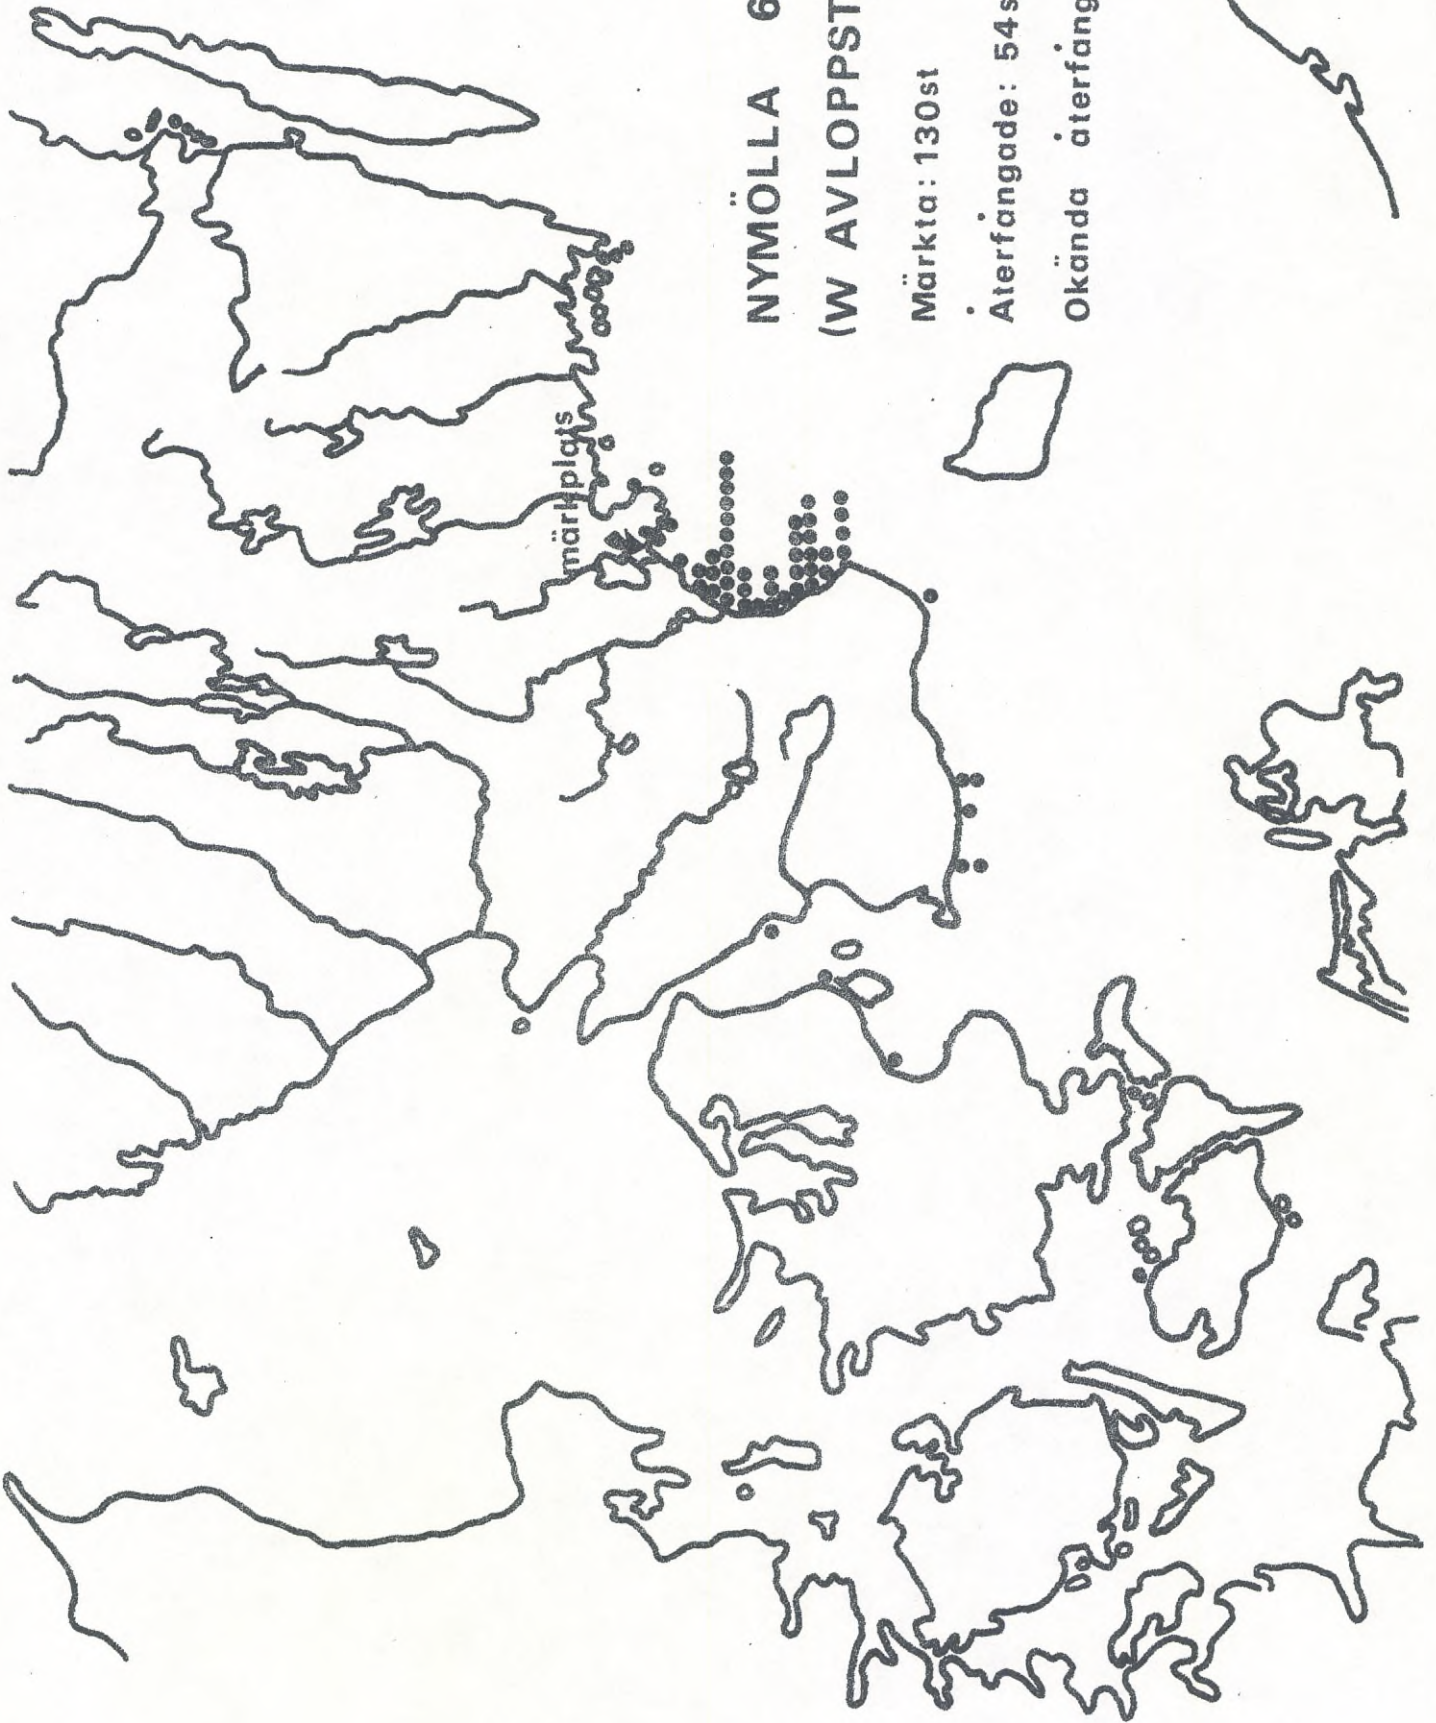 NYMÖLLA 6
(W AVLOPPST
Märkta: 130st
Återfångade: 54s
Okända återfång
märkplats